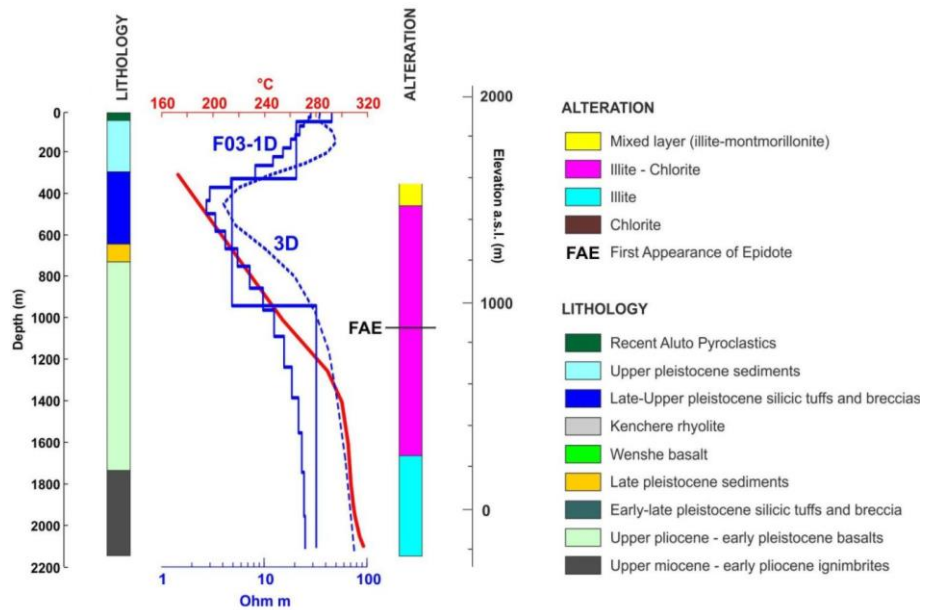 LITHOLOGY
°C
160 200 240 280 320
ALTERATION
Depth (m)
0
200
400
600
800
1000
1200
1400
1600
1800
2000
2200
F03-1D
3D
FAE
1 10 100
Ohm m
Elevation a.s.l. (m)
2000
1000
0
ALTERATION
Mixed layer (illite-montmorillonite)
Illite - Chlorite
Illite
Chlorite
FAE First Appearance of Epidote
LITHOLOGY
Recent Aluto Pyroclastics
Upper pleistocene sediments
Late-Upper pleistocene silicic tuffs and breccias
Kenchere rhyolite
Wenshe basalt
Late pleistocene sediments
Early-late pleistocene silicic tuffs and breccia
Upper pliocene - early pleistocene basalts
Upper miocene - early pliocene ignimbrites